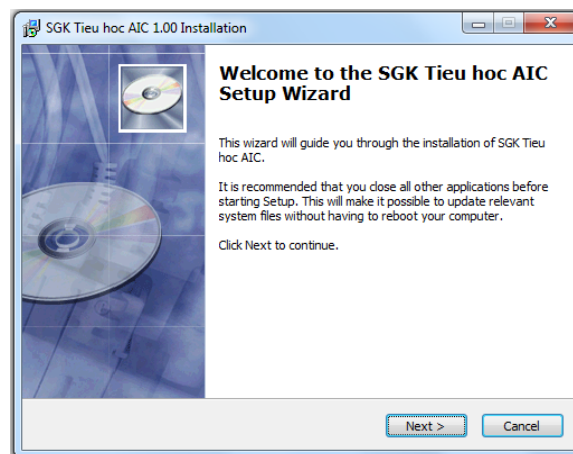 SGK Tieu hoc AIC 1.00 Installation
Welcome to the SGK Tieu hoc AIC
Setup Wizard
This wizard will guide you through the installation of SGK Tieu
hoc AIC.
It is recommended that you close all other applications before
starting Setup. This will make it possible to update relevant
system files without having to reboot your computer.
Click Next to continue.
Next >
Cancel